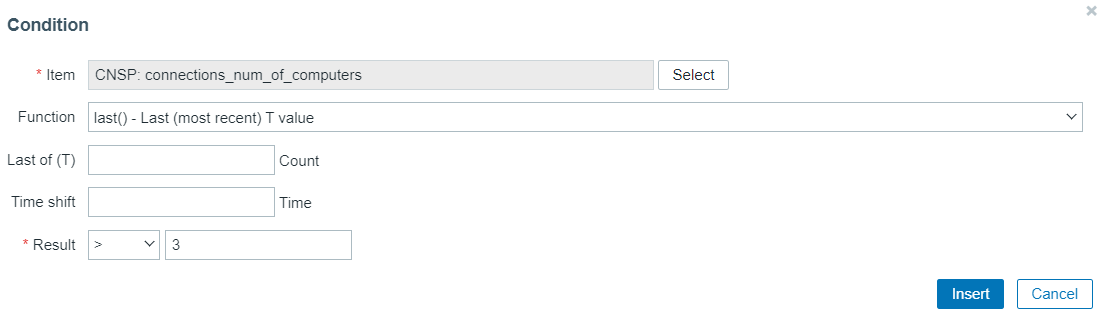 Condition
* Item CNSP: connections_num_of_computers Select
Function last() - Last (most recent) T value
Last of (T) Count
Time shift Time
* Result > 3
Insert Cancel